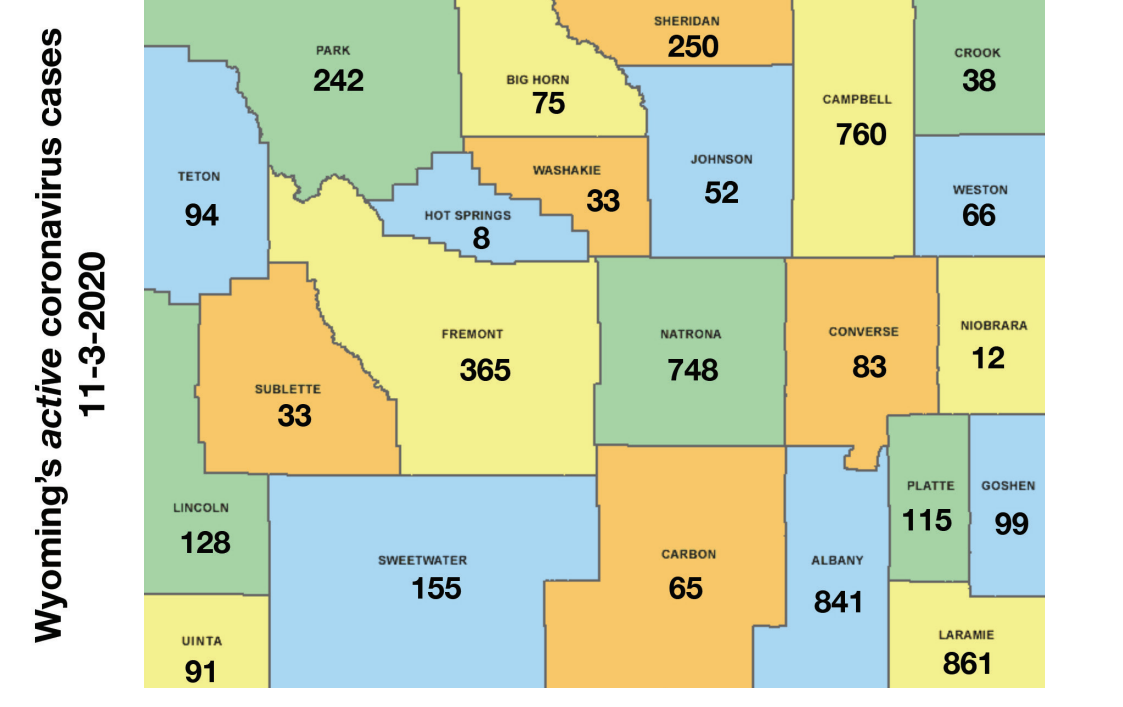 Wyoming's active coronavirus cases
11-3-2020
PARK
242
BIG HORN
75
SHERIDAN
250
CAMPBELL
760
CROOK
38
TETON
94
HOT SPRINGS
8
WASHAKIE
33
JOHNSON
52
WESTON
66
SUBLETTE
33
FREMONT
365
NATRONA
748
CONVERSE
83
NIOBRARA
12
LINCOLN
128
SWEETWATER
155
CARBON
65
ALBANY
841
PLATTE
115
GOSHEN
99
UINTA
91
LARAMIE
861